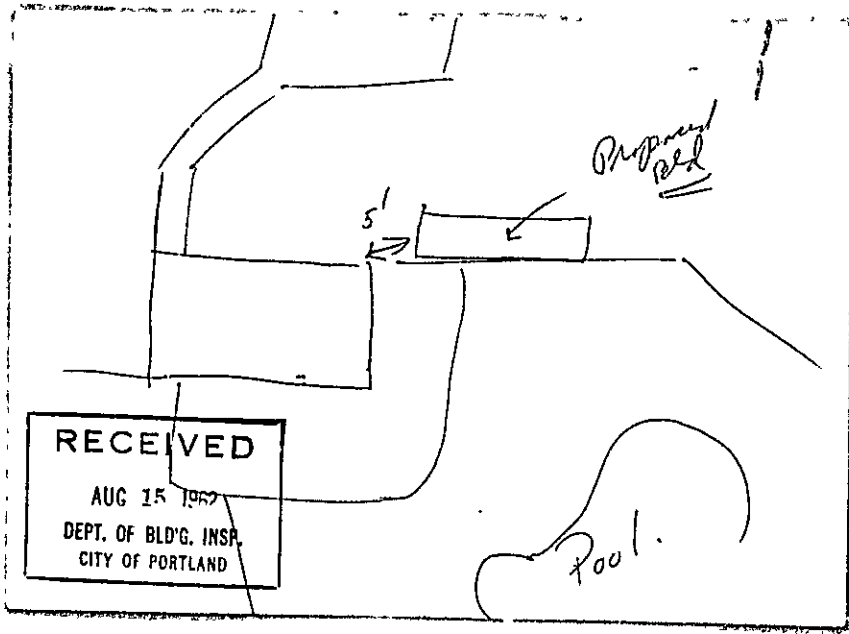 Proposed
Bld
5'
RECEIVED
AUG 15 1962
DEPT. OF BLD'G. INSP.
CITY OF PORTLAND
Pool.